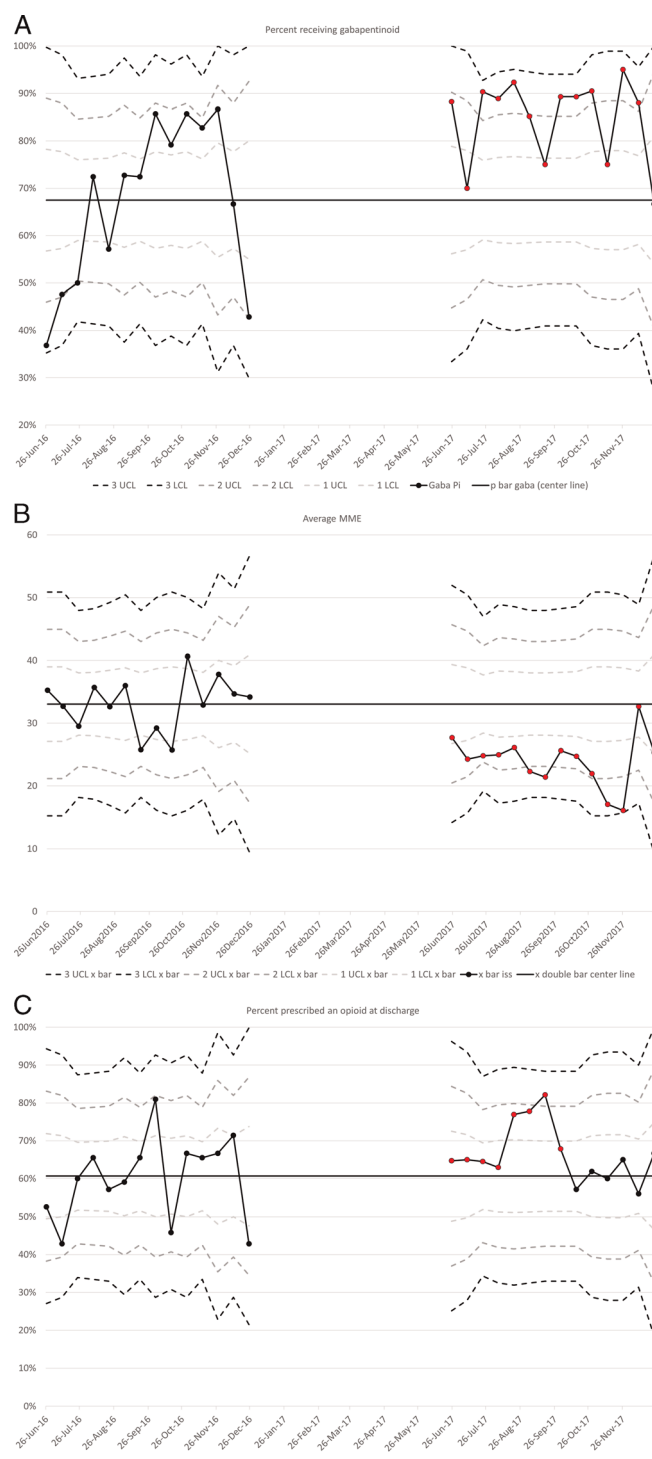 A
Percent receiving gabapentinoid
100%
90%
80%
70%
60%
50%
40%
30%
20%
26-Jun-16
26-Jul-16
26-Aug-16
26-Sep-16
26-Oct-16
26-Nov-16
26-Dec-16
26-Jan-17
26-Feb-17
26-Mar-17
26-Apr-17
26-May-17
26-Jun-17
26-Jul-17
26-Aug-17
26-Sep-17
26-Oct-17
26-Nov-17
3 UCL 3 LCL 2 UCL 2 LCL 1 UCL 1 LCL Gaba Pi p bar gaba (center line)
B
Average MME
60
50
40
30
20
10
0
26Jun2016
26Jul2016
26Aug2016
26Sep2016
26Oct2016
26Nov2016
26Dec2016
26Jan2017
26Feb2017
26Mar2017
26Apr2017
26May2017
26Jun2017
26Jul2017
26Aug2017
26Sep2017
26Oct2017
26Nov2017
3 UCL x bar 3 LCL x bar 2 UCL x bar 2 LCL x bar 1 UCL x bar 1 LCL x bar x bar iss x double bar center line
C
Percent prescribed an opioid at discharge
100%
90%
80%
70%
60%
50%
40%
30%
20%
10%
0%
26-Jun-16
26-Jul-16
26-Aug-16
26-Sep-16
26-Oct-16
26-Nov-16
26-Dec-16
26-Jan-17
26-Feb-17
26-Mar-17
26-Apr-17
26-May-17
26-Jun-17
26-Jul-17
26-Aug-17
26-Sep-17
26-Oct-17
26-Nov-17